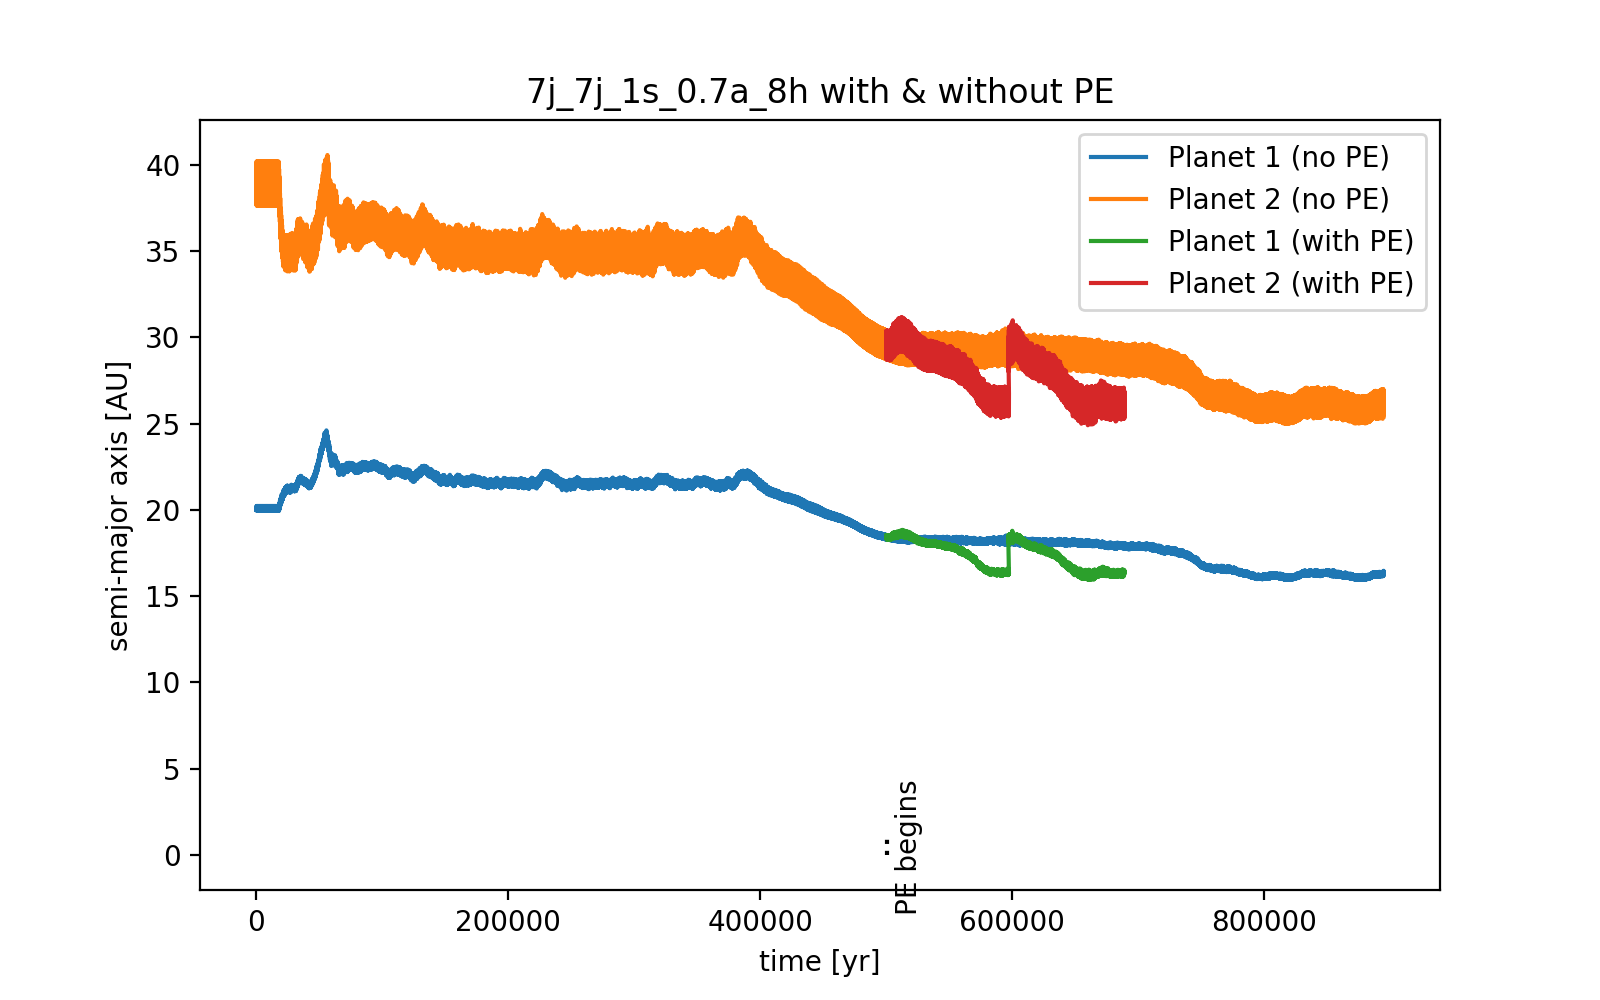 7j_7j_1s_0.7a_8h with & without PE
semi-major axis [AU]
40
35
30
25
20
15
10
5
0
Planet 1 (no PE)
Planet 2 (no PE)
Planet 1 (with PE)
Planet 2 (with PE)
PE begins
0
200000
400000
600000
800000
time [yr]